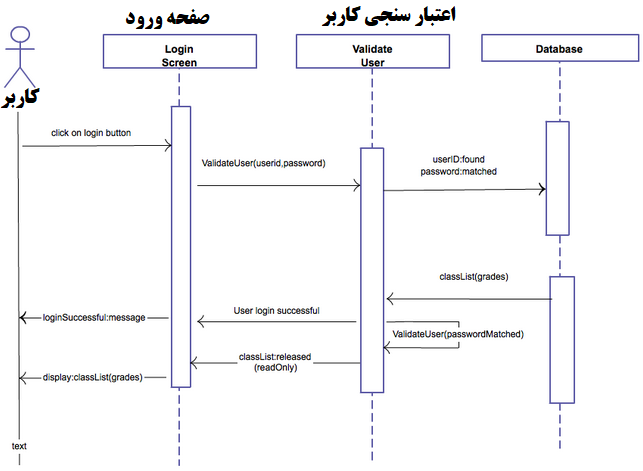 صفحه ورود
اعتبار سنجی کاربر
Login
Screen
Validate
User
Database
کاربر
click on login button
ValidateUser(userid,password)
userID:found
password:matched
classList(grades)
User login successful
loginSuccessful:message
ValidateUser(passwordMatched)
classList:released
(readOnly)
display:classList(grades)
text